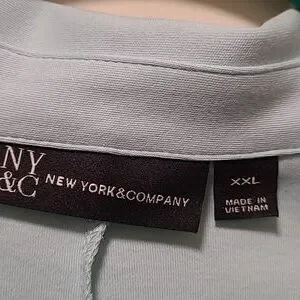 NY
&C NEW YORK&COMPANY
XXL
MADE IN
VIETNAM